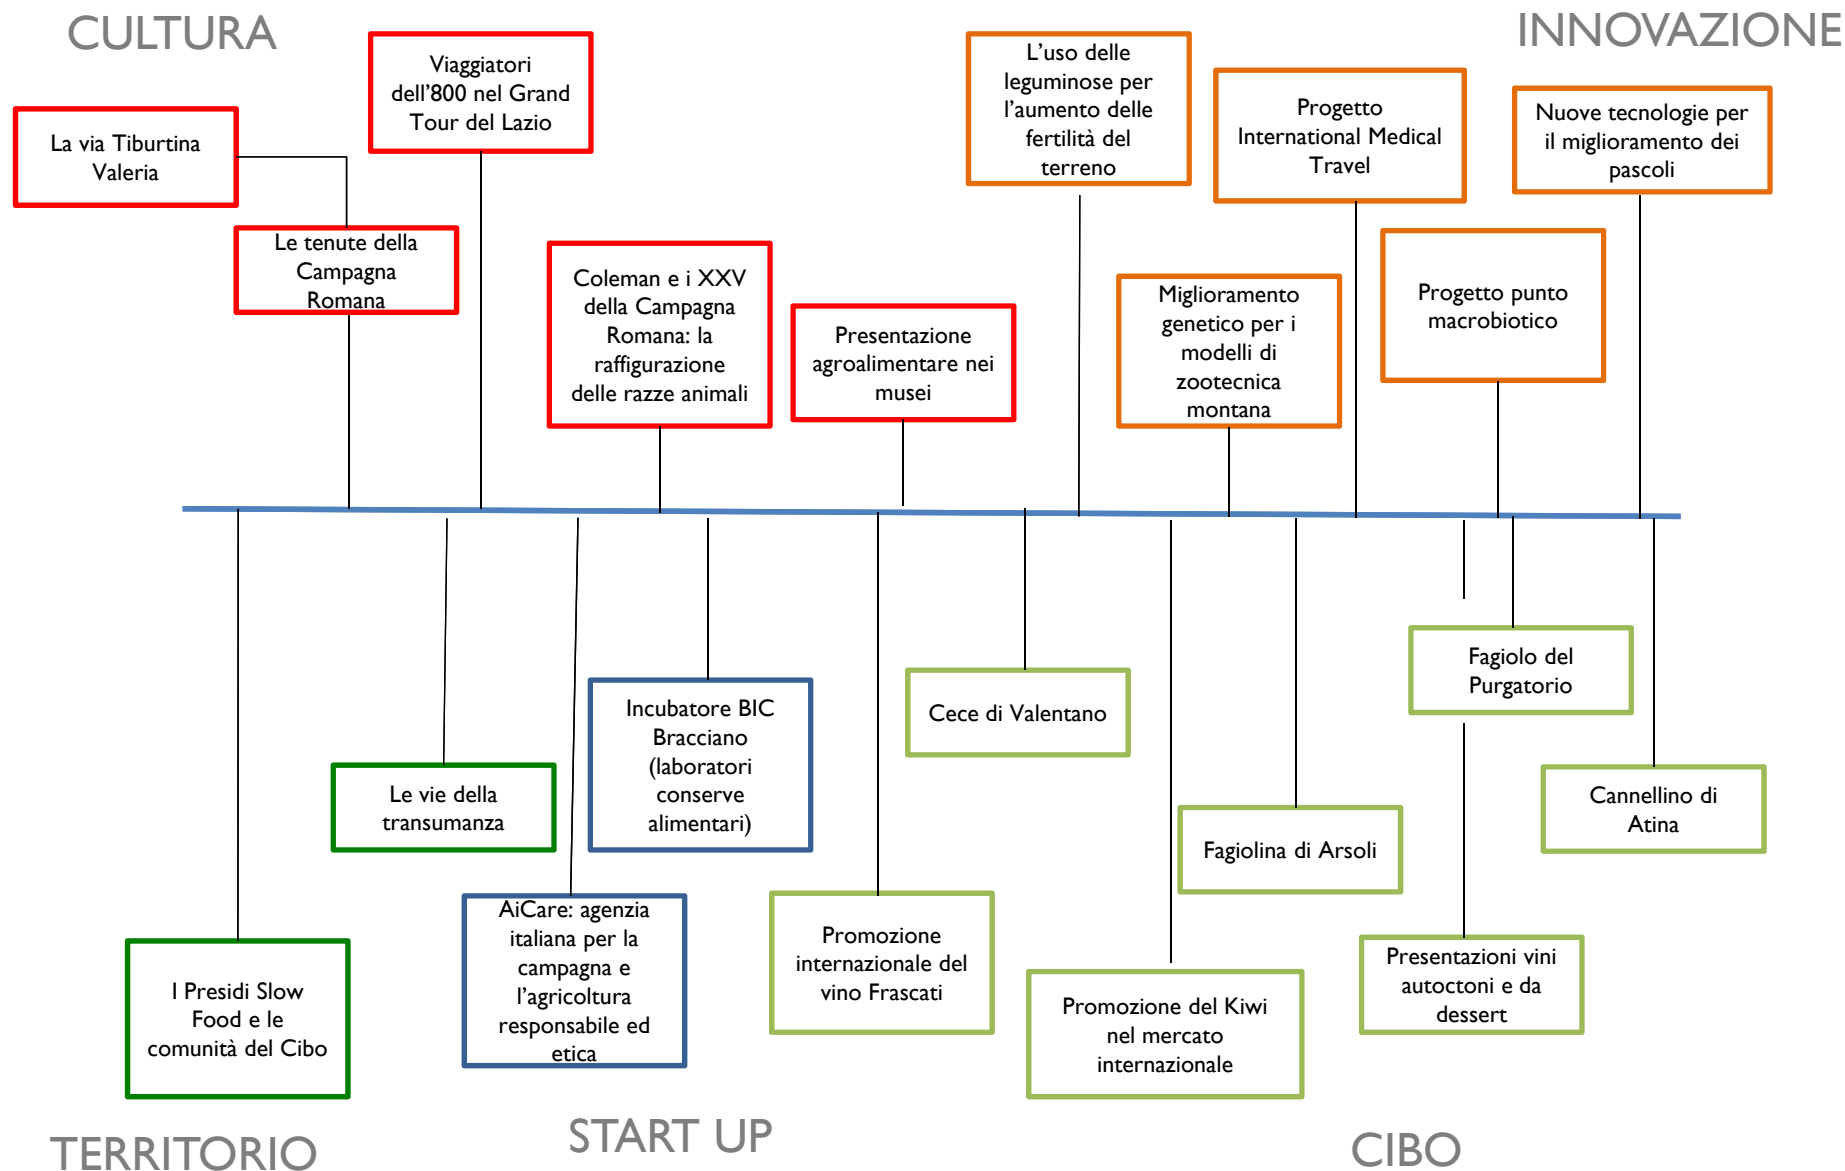 CULTURA
INNOVAZIONE
La via Tiburtina
Valeria
Viaggiatori
dell'800 nel Grand
Tour del Lazio
Le tenute della
Campagna
Romana
Coleman e i XXV
della Campagna
Romana: la
raffigurazione
delle razze animali
Presentazione
agroalimentare nei
musei
L'uso delle
leguminose per
l'aumento delle
fertilità del
terreno
Miglioramento
genetico per i
modelli di
zootecnica
montana
Progetto
International Medical
Travel
Progetto punto
macrobiotico
Nuove tecnologie per
il miglioramento dei
pascoli
I Presidi Slow
Food e le
comunità del Cibo
Le vie della
transumanza
AiCare: agenzia
italiana per la
campagna e
l'agricoltura
responsabile ed
etica
Incubatore BIC
Bracciano
(laboratori
conserve
alimentari)
Promozione
internazionale del
vino Frascati
Cece di Valentano
Promozione del Kiwi
nel mercato
internazionale
Fagiolina di Arsoli
Fagiolo del
Purgatorio
Presentazioni vini
autoctoni e da
dessert
Cannellino di
Atina
TERRITORIO
START UP
CIBO